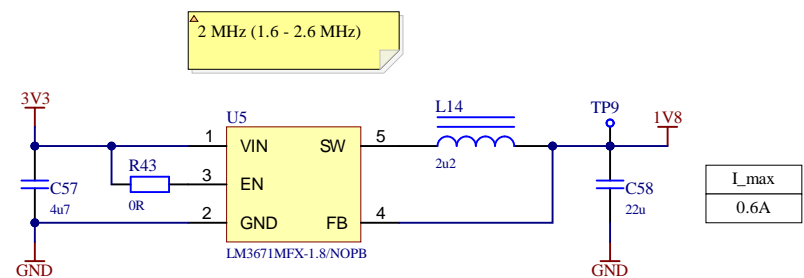 2 MHz (1.6 - 2.6 MHz)
3V3
U5
L14
TP9
1V8
1
VIN
SW
5
2u2
R43
3
EN
C57
4u7
0R
2
GND
FB
4
C58
22u
I_max
0.6A
LM3671MFX-1.8/NOPB
GND
GND